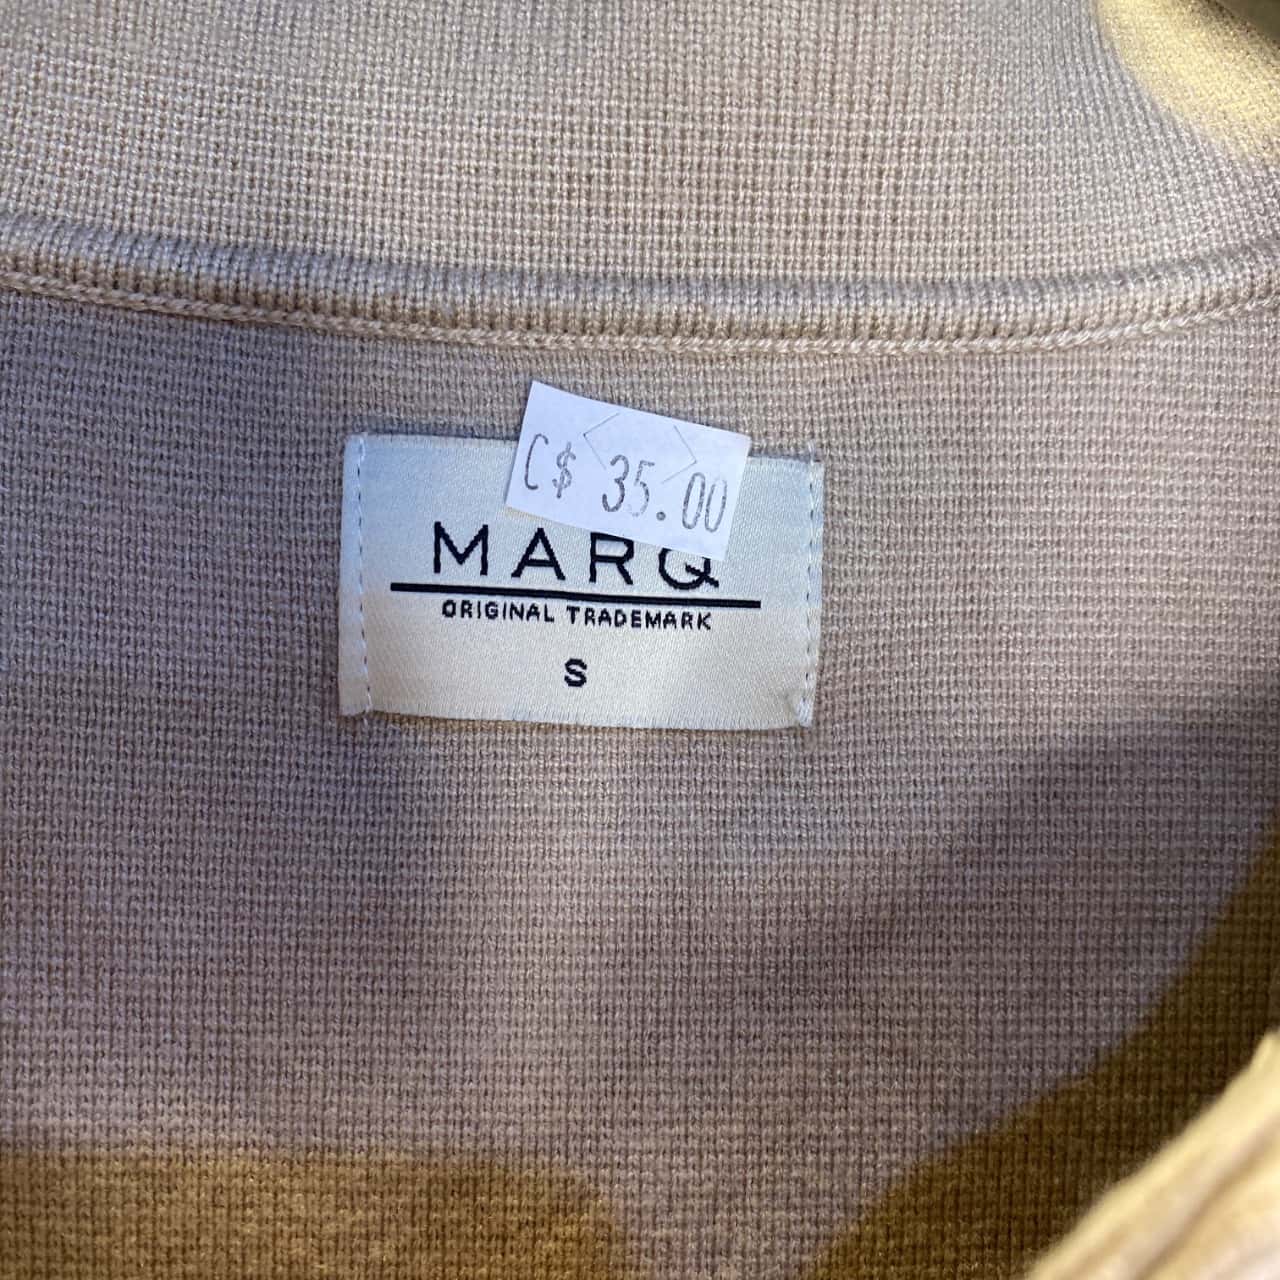 C$ 35.00
MARQ
ORIGINAL TRADEMARK
S